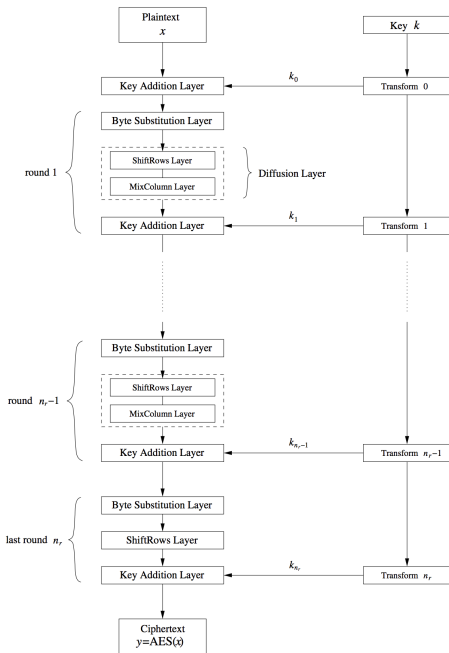 Plaintext
x
Key k
Key Addition Layer
k₀
Transform 0
Byte Substitution Layer
round 1
ShiftRows Layer
MixColumn Layer
Diffusion Layer
Key Addition Layer
k₁
Transform 1
Byte Substitution Layer
round nᵣ−1
ShiftRows Layer
MixColumn Layer
Key Addition Layer
kₙᵣ₋₁
Transform nᵣ−1
Byte Substitution Layer
last round nᵣ
ShiftRows Layer
Key Addition Layer
kₙᵣ
Transform nᵣ
Ciphertext
y=AES(x)